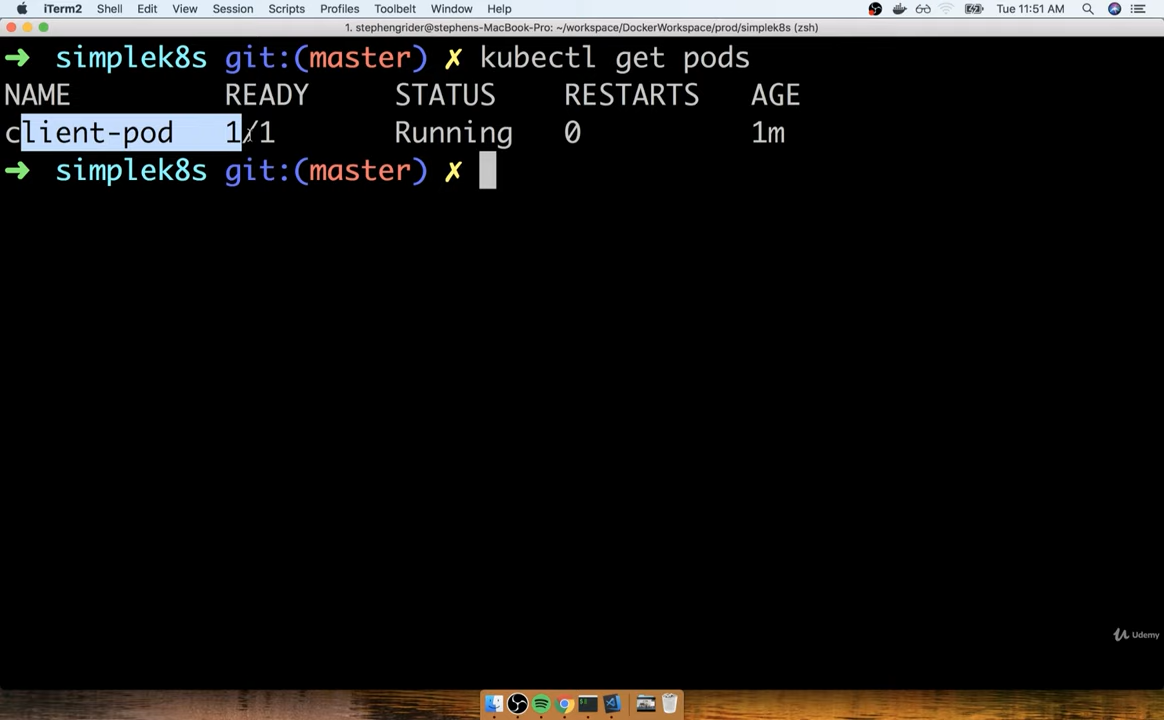 iTerm2 Shell Edit View Session Scripts Profiles Toolbelt Window Help Tue 11:51 AM
1. stephengrider@stephens-MacBook-Pro: ~/workspace/DockerWorkspace/prod/simplek8s (zsh)
➜ simplek8s git:(master) ✗ kubectl get pods
NAME READY STATUS RESTARTS AGE
client-pod 1/1 Running 0 1m
➜ simplek8s git:(master) ✗
Udemy